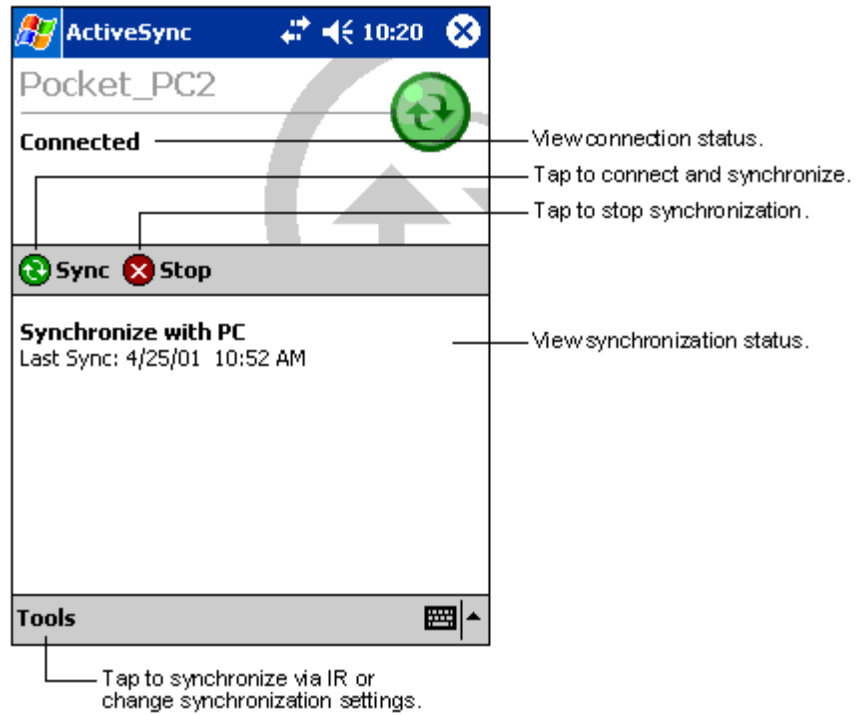 ActiveSync 10:20
Pocket_PC2
Connected
View connection status.
Tap to connect and synchronize.
Tap to stop synchronization.
Sync Stop
Synchronize with PC
Last Sync: 4/25/01 10:52 AM
View synchronization status.
Tools
Tap to synchronize via IR or
change synchronization settings.